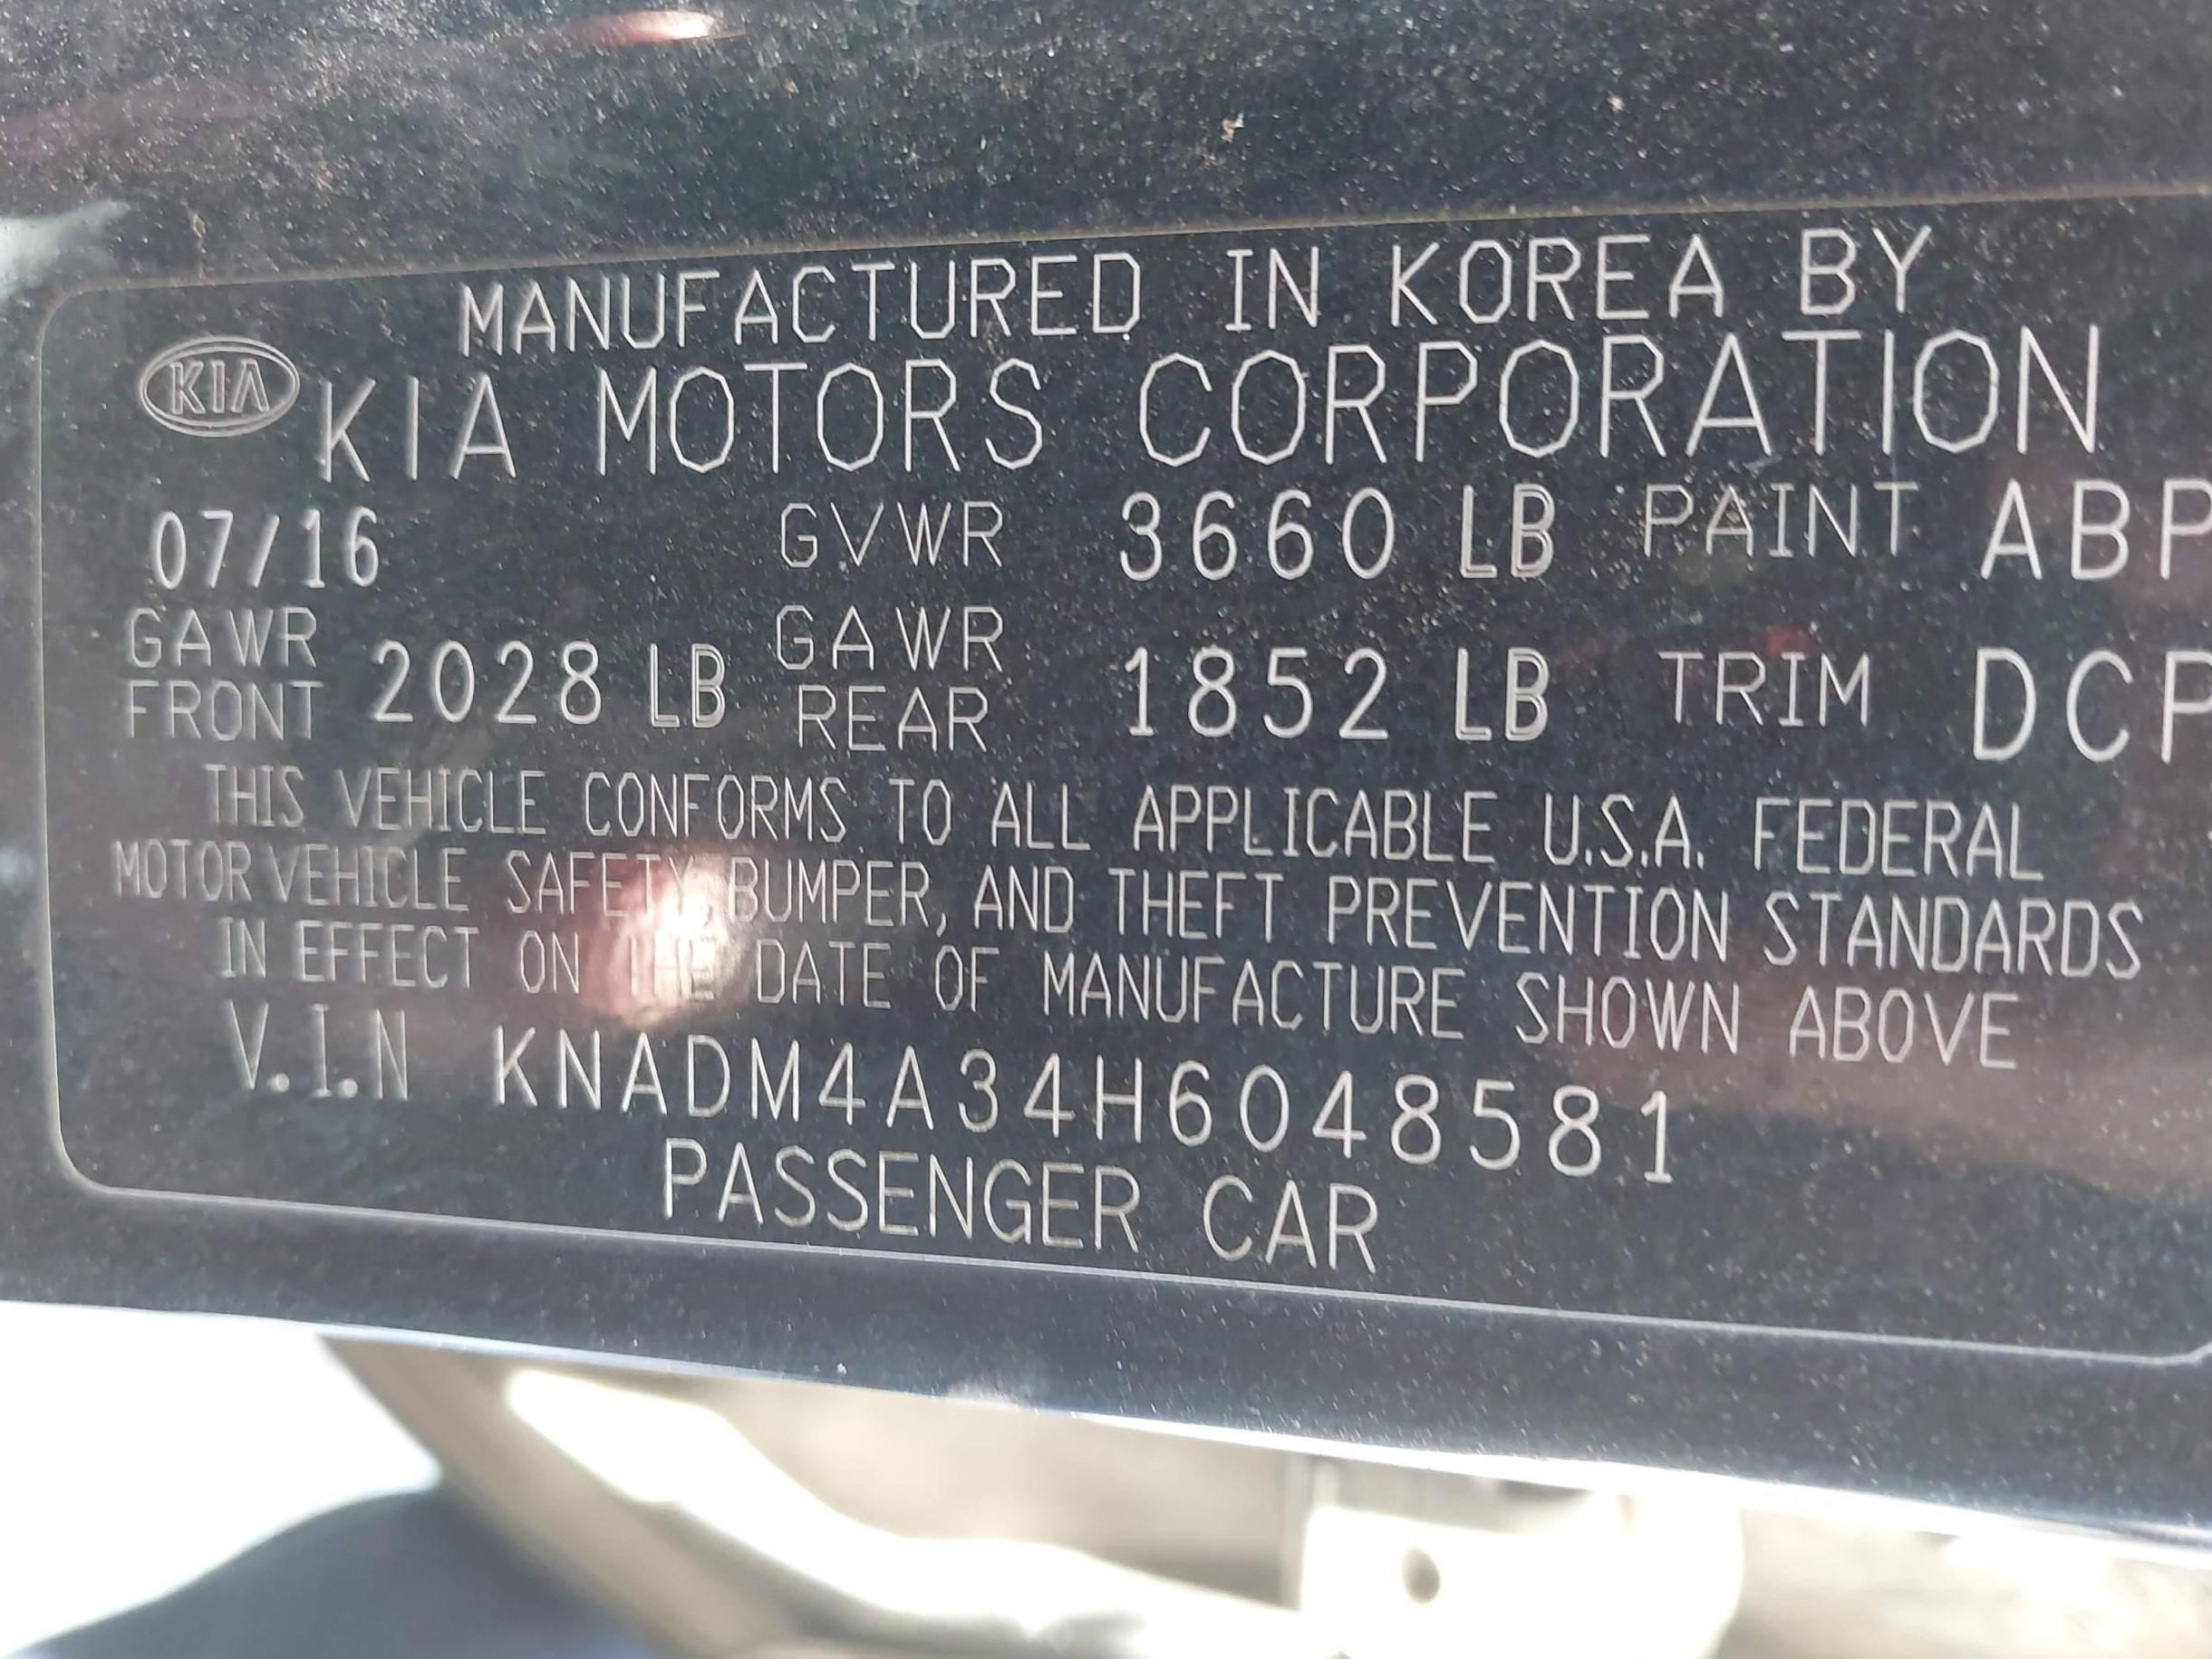 MANUFACTURED IN KOREA BY
KIA KIA MOTORS CORPORATION
07/16 GVWR 3660 LB PAINT ABP
GAWR FRONT 2028 LB GAWR REAR 1852 LB TRIM DCP
THIS VEHICLE CONFORMS TO ALL APPLICABLE U.S.A. FEDERAL
MOTOR VEHICLE SAFETY, BUMPER, AND THEFT PREVENTION STANDARDS
IN EFFECT ON THE DATE OF MANUFACTURE SHOWN ABOVE
V.I.N KNADM4A34H6048581
PASSENGER CAR